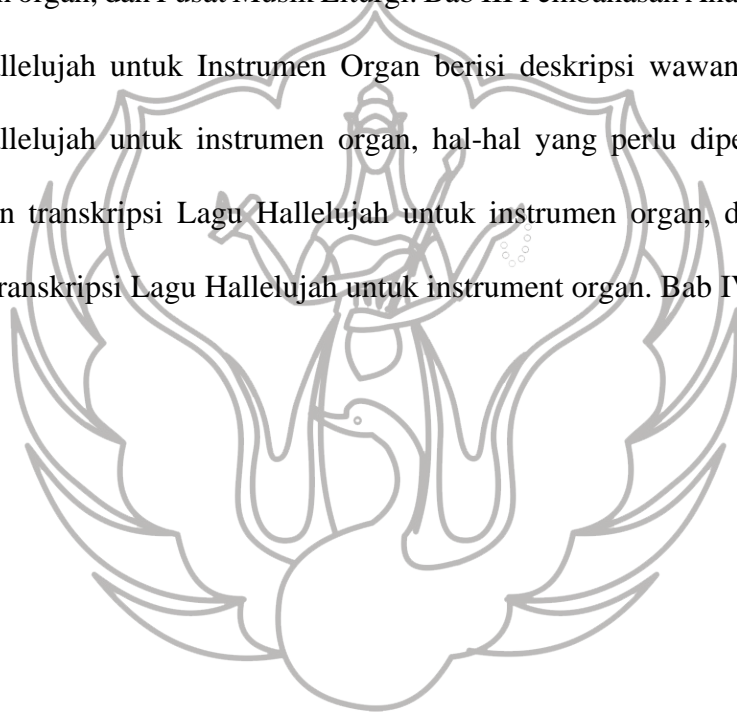 organ, dan Pusat Musik Liturgi. Bab III Pembahasan
llelujah untuk Instrumen Organ berisi deskripsi wawan
llelujah untuk instrumen organ, hal-hal yang perlu dipe
n transkripsi Lagu Hallelujah untuk instrumen organ, d
ranskripsi Lagu Hallelujah untuk instrument organ. Bab IV